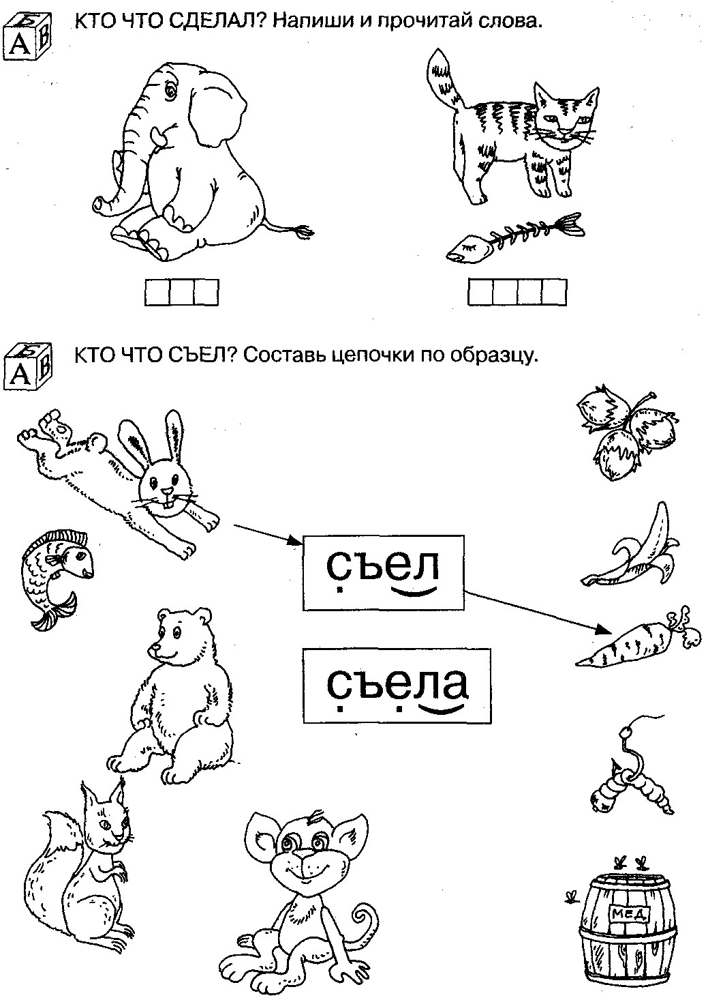 Б
А В
КТО ЧТО СДЕЛАЛ? Напиши и прочитай слова.
Б
А В
КТО ЧТО СЪЕЛ? Составь цепочки по образцу.
съел
съела
МЕД